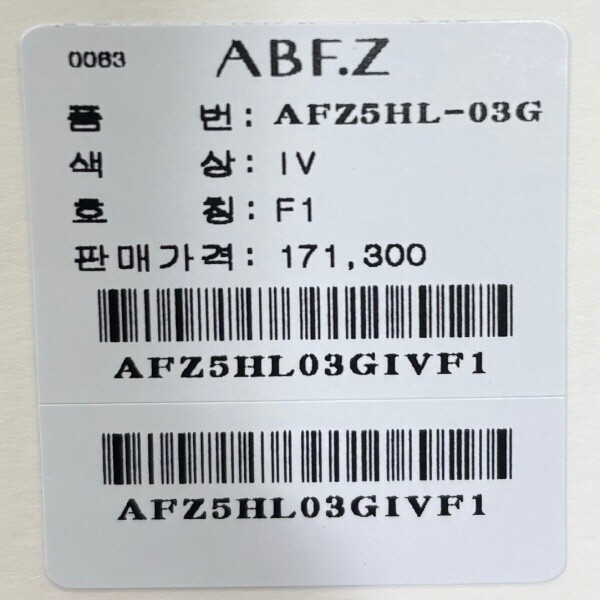 0063 ABF.Z
품 번: AFZ5HL-03G
색 상: IV
호 칭: F1
판매가격: 171,300
AFZ5HL03GIVF1
AFZ5HL03GIVF1